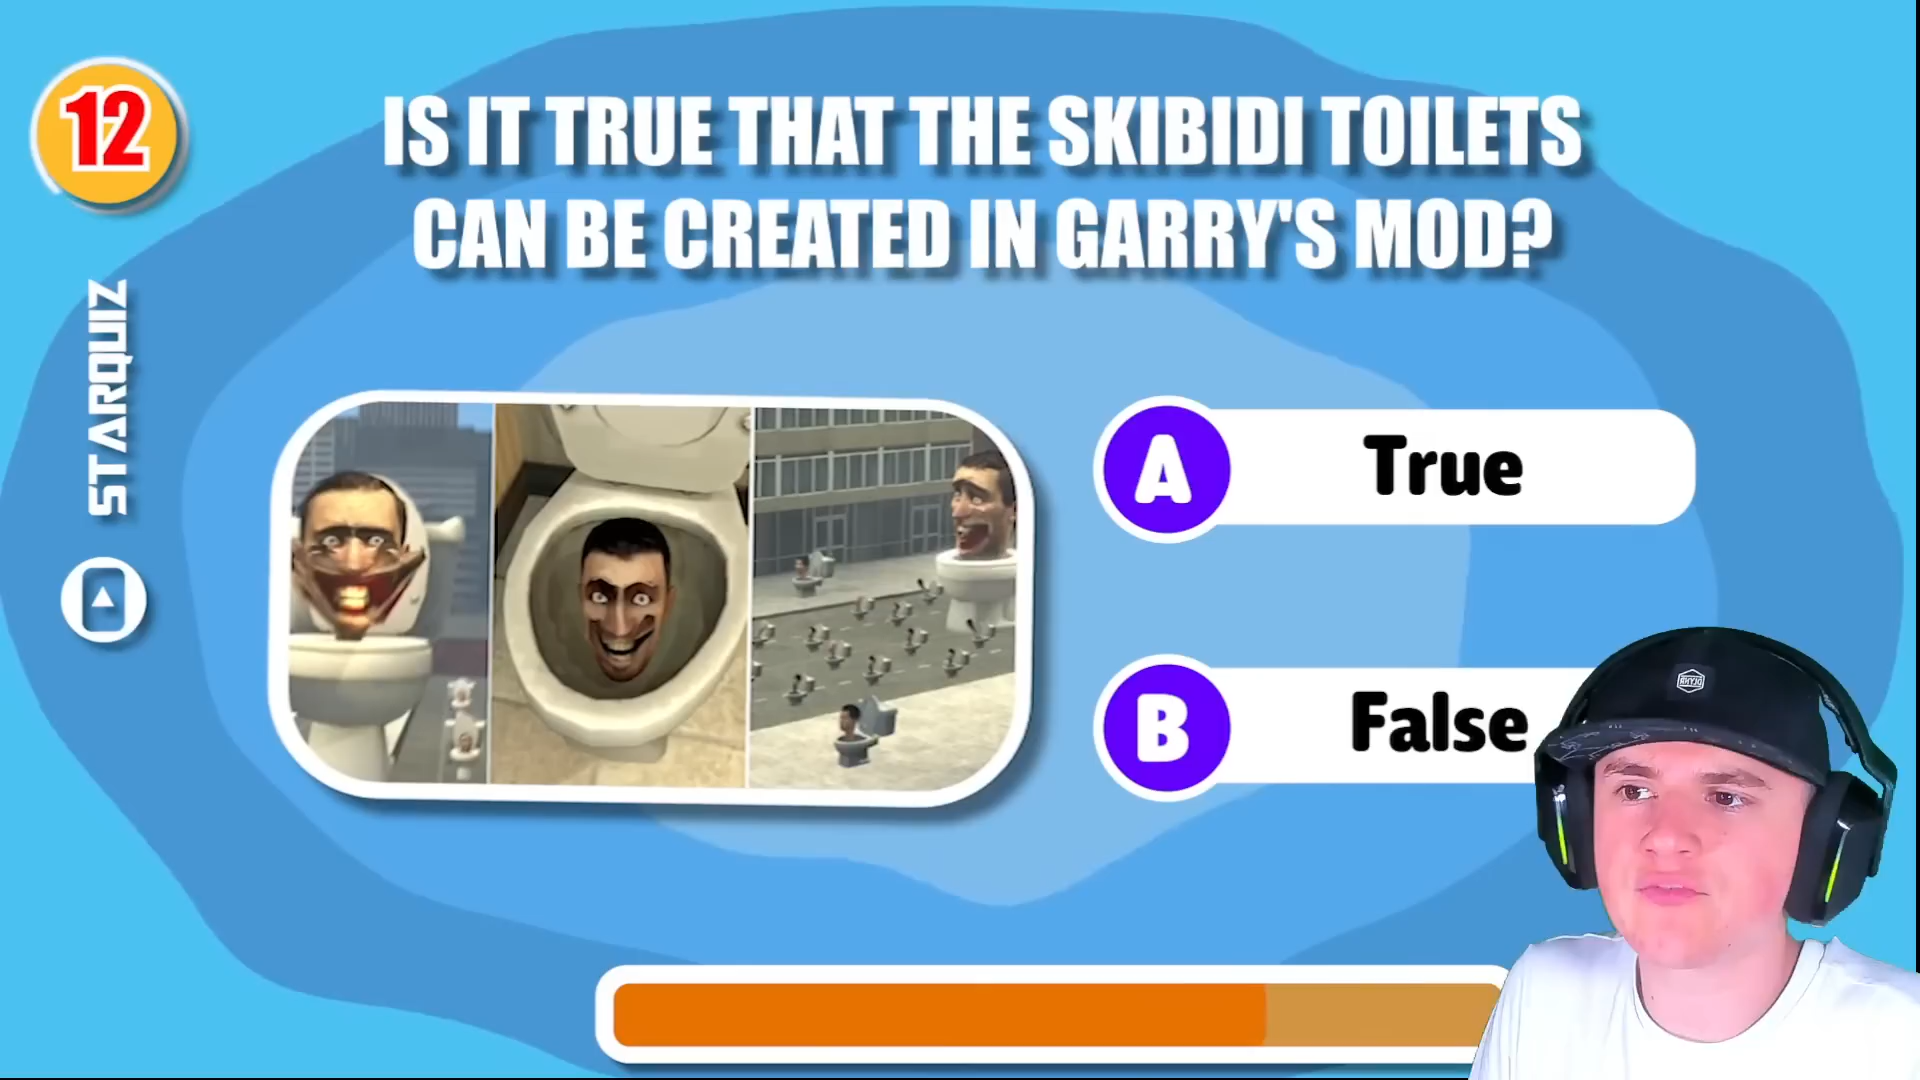 12
IS IT TRUE THAT THE SKIBIDI TOILETS
CAN BE CREATED IN GARRY'S MOD?
STARQUIZ
A True
B False